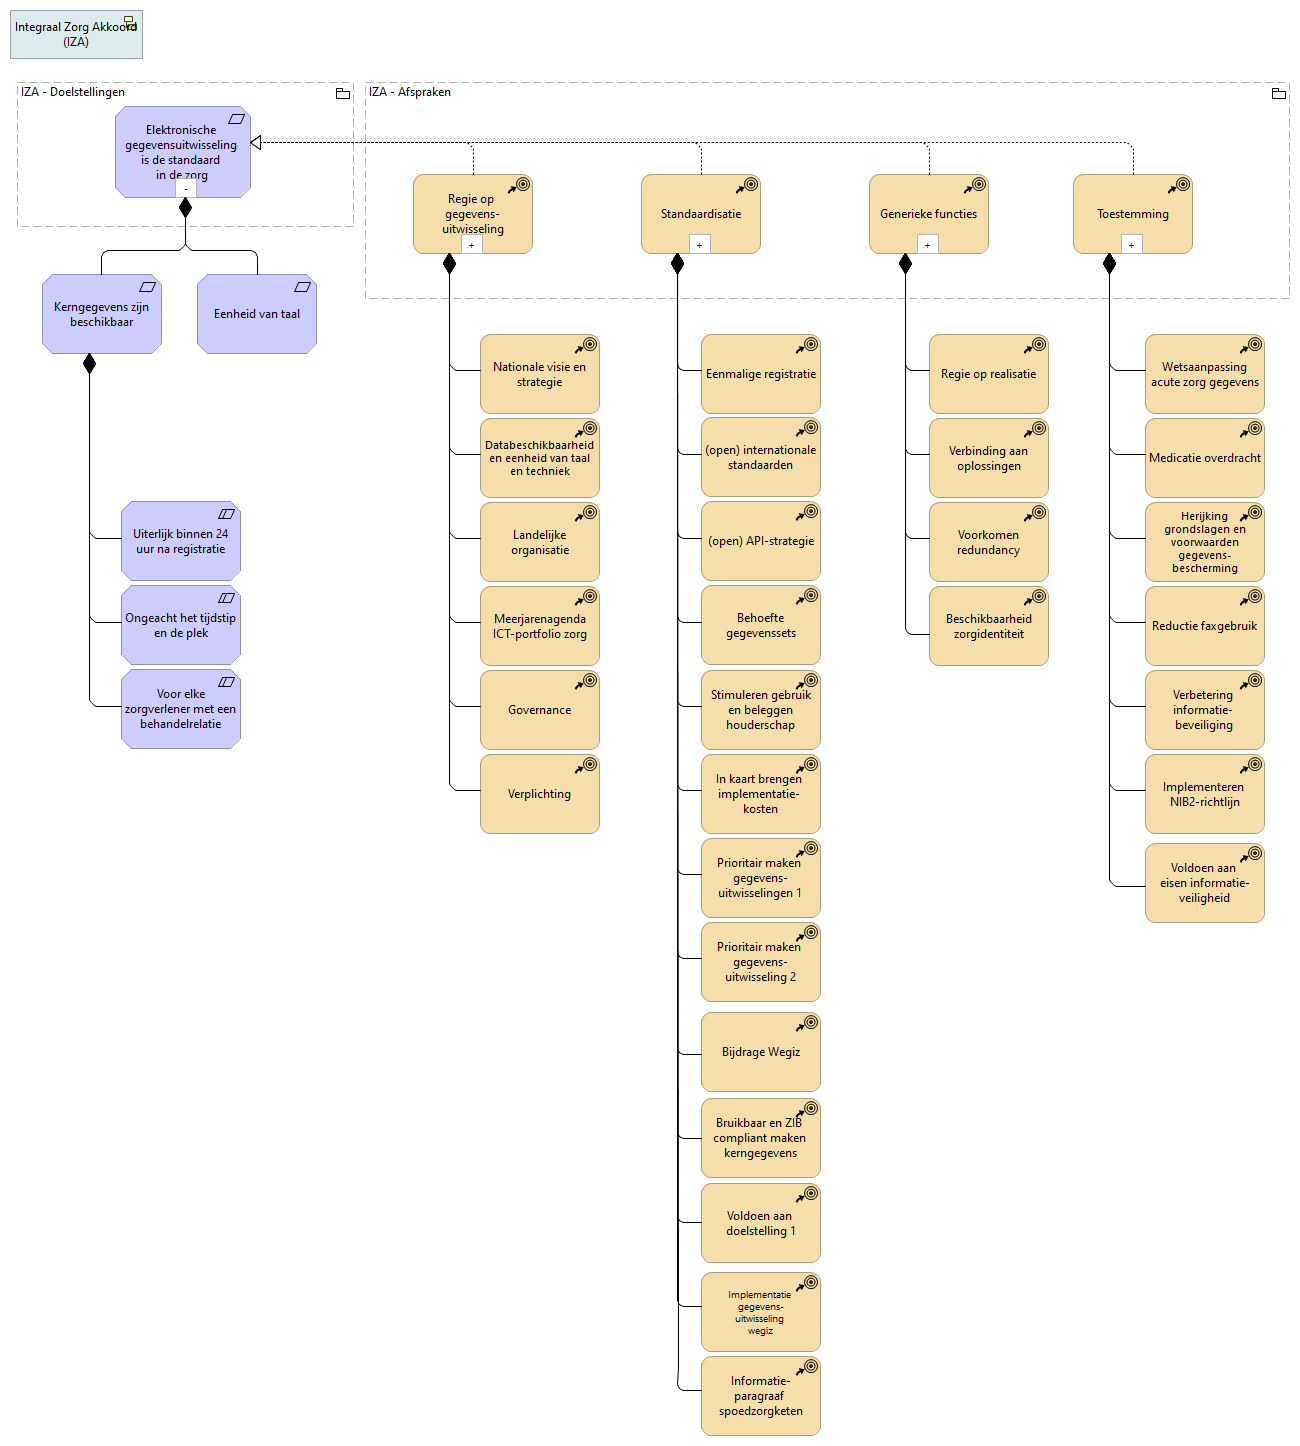 Integraal Zorg Akkoord
(IZA)
IZA - Doelstellingen
Elektronische
gegevensuitwisseling
is de standaard
in de zorg
-
Kerngegevens zijn
beschikbaar
Eenheid van taal
Uiterlijk binnen 24
uur na registratie
Ongeacht het tijdstip
en de plek
Voor elke
zorgverlener met een
behandelrelatie
IZA - Afspraken
Regie op
gegevens-
uitwisseling
+
Nationale visie en
strategie
Databeschikbaarheid
en eenheid van taal
en techniek
Landelijke
organisatie
Meerjarenagenda
ICT-portfolio zorg
Governance
Verplichting
Standaardisatie
+
Eenmalige registratie
(open) internationale
standaarden
(open) API-strategie
Behoefte
gegevenssets
Stimuleren gebruik
en beleggen
houderschap
In kaart brengen
implementatie-
kosten
Prioritair maken
gegevens-
uitwisselingen 1
Prioritair maken
gegevens-
uitwisseling 2
Bijdrage Wegiz
Bruikbaar en ZIB
compliant maken
kerngegevens
Voldoen aan
doelstelling 1
Implementatie
gegevens-
uitwisseling
wegiz
Informatie-
paragraaf
spoedzorgketen
Generieke functies
+
Regie op realisatie
Verbinding aan
oplossingen
Voorkomen
redundancy
Beschikbaarheid
zorgidentiteit
Toestemming
+
Wetsaanpassing
acute zorg gegevens
Medicatie overdracht
Herijking
grondslagen en
voorwaarden
gegevens-
bescherming
Reductie faxgebruik
Verbetering
informatie-
beveiliging
Implementeren
NIB2-richtlijn
Voldoen aan
eisen informatie-
veiligheid